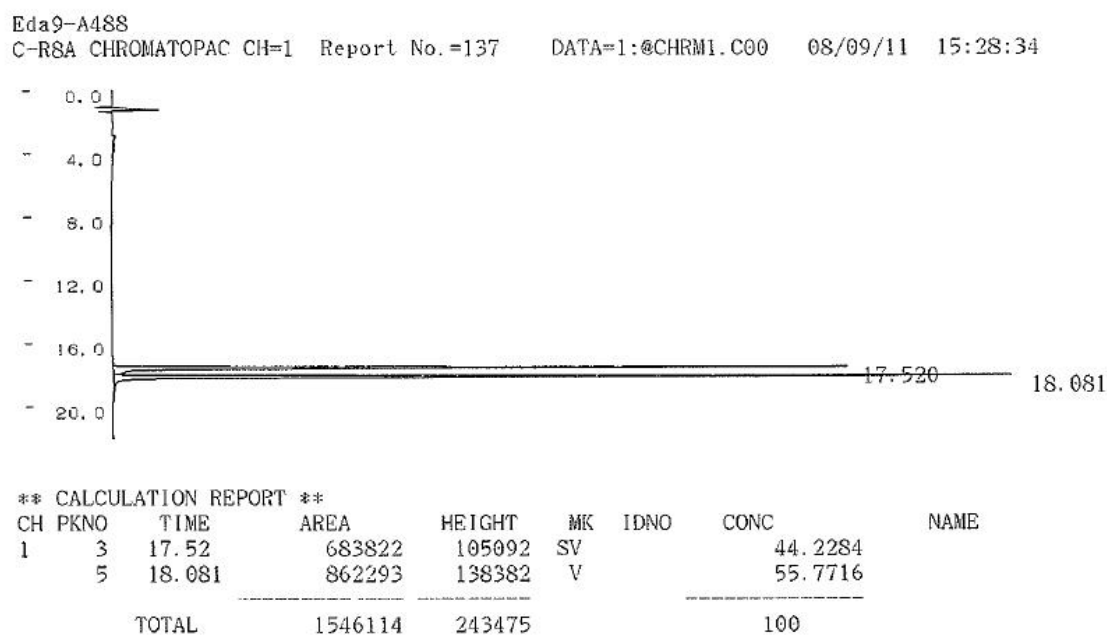 Eda9-A488
C-R8A CHROMATOPAC CH=1 Report No.=137 DATA=1:@CHRM1.C00 08/09/11 15:28:34
0.0
4.0
8.0
12.0
16.0
17.520
18.081
20.0
** CALCULATION REPORT **
CH PKNO TIME AREA HEIGHT MK IDNO CONC NAME
1 3 17.52 683822 105092 SV 44.2284
5 18.081 862293 138382 V 55.7716
TOTAL 1546114 243475 100